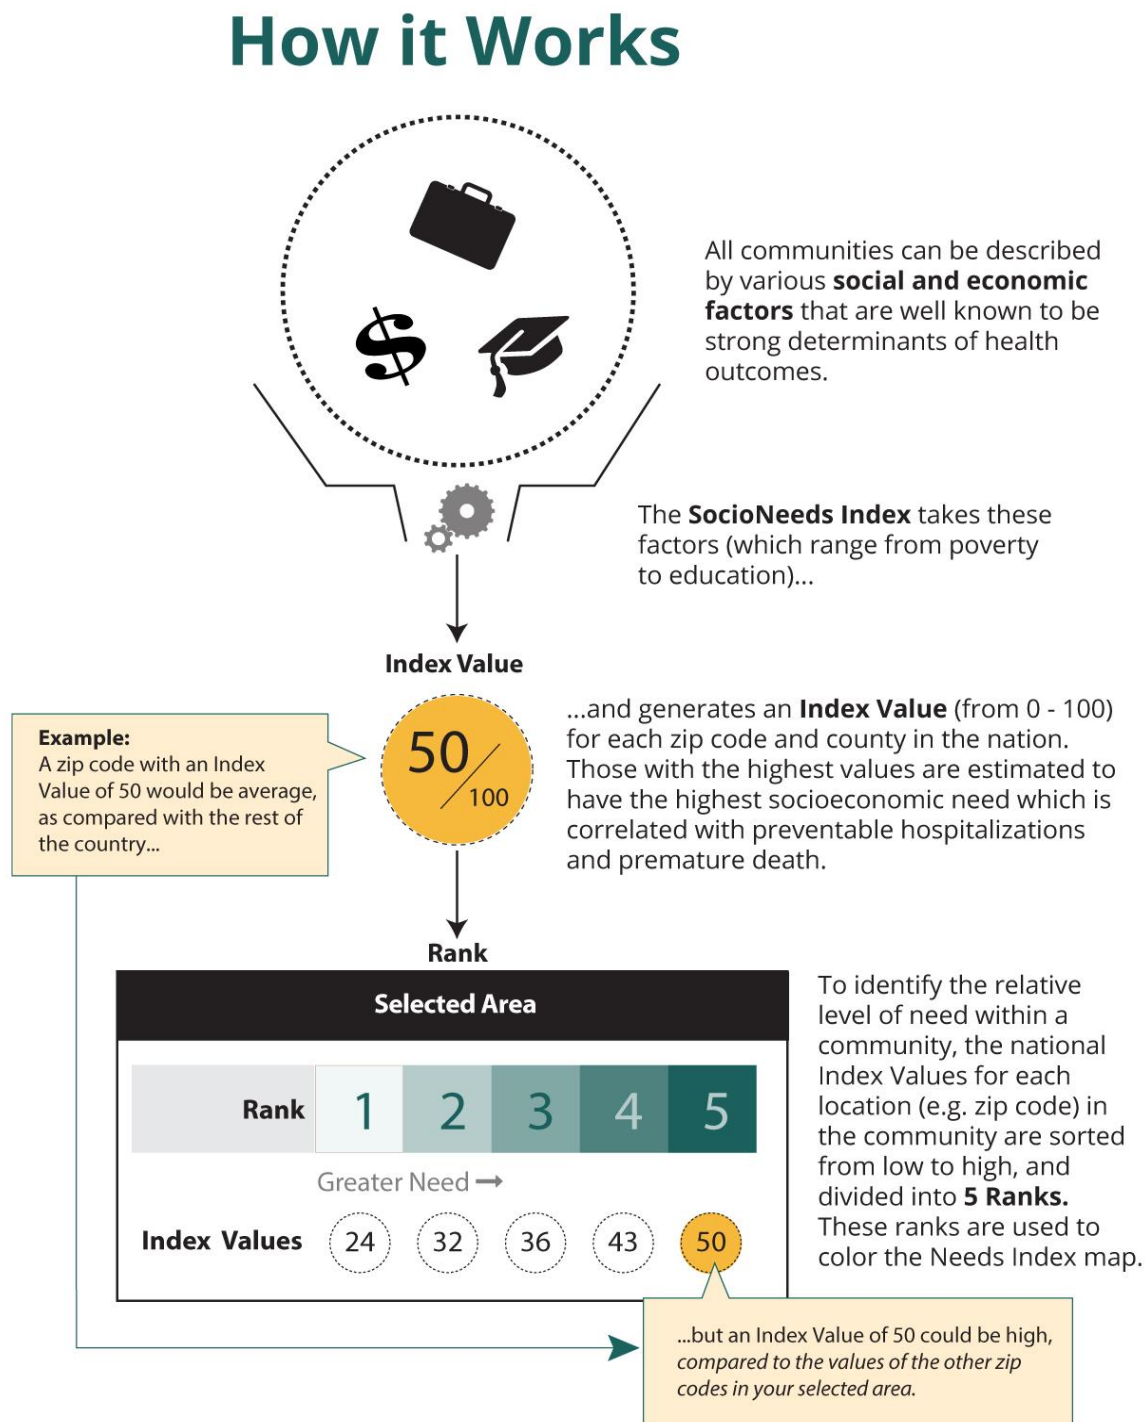 How it Works
All communities can be described
by various social and economic
factors that are well known to be
strong determinants of health
outcomes.
$
The SocioNeeds Index takes these
factors (which range from poverty
to education)...
Index Value
50/100
...and generates an Index Value (from 0 - 100)
for each zip code and county in the nation.
Those with the highest values are estimated to
have the highest socioeconomic need which is
correlated with preventable hospitalizations
and premature death.
Example:
A zip code with an Index
Value of 50 would be average,
as compared with the rest of
the country...
Rank
Selected Area
Rank 1 2 3 4 5
Greater Need →
Index Values 24 32 36 43 50
To identify the relative
level of need within a
community, the national
Index Values for each
location (e.g. zip code) in
the community are sorted
from low to high, and
divided into 5 Ranks.
These ranks are used to
color the Needs Index map.
...but an Index Value of 50 could be high,
compared to the values of the other zip
codes in your selected area.